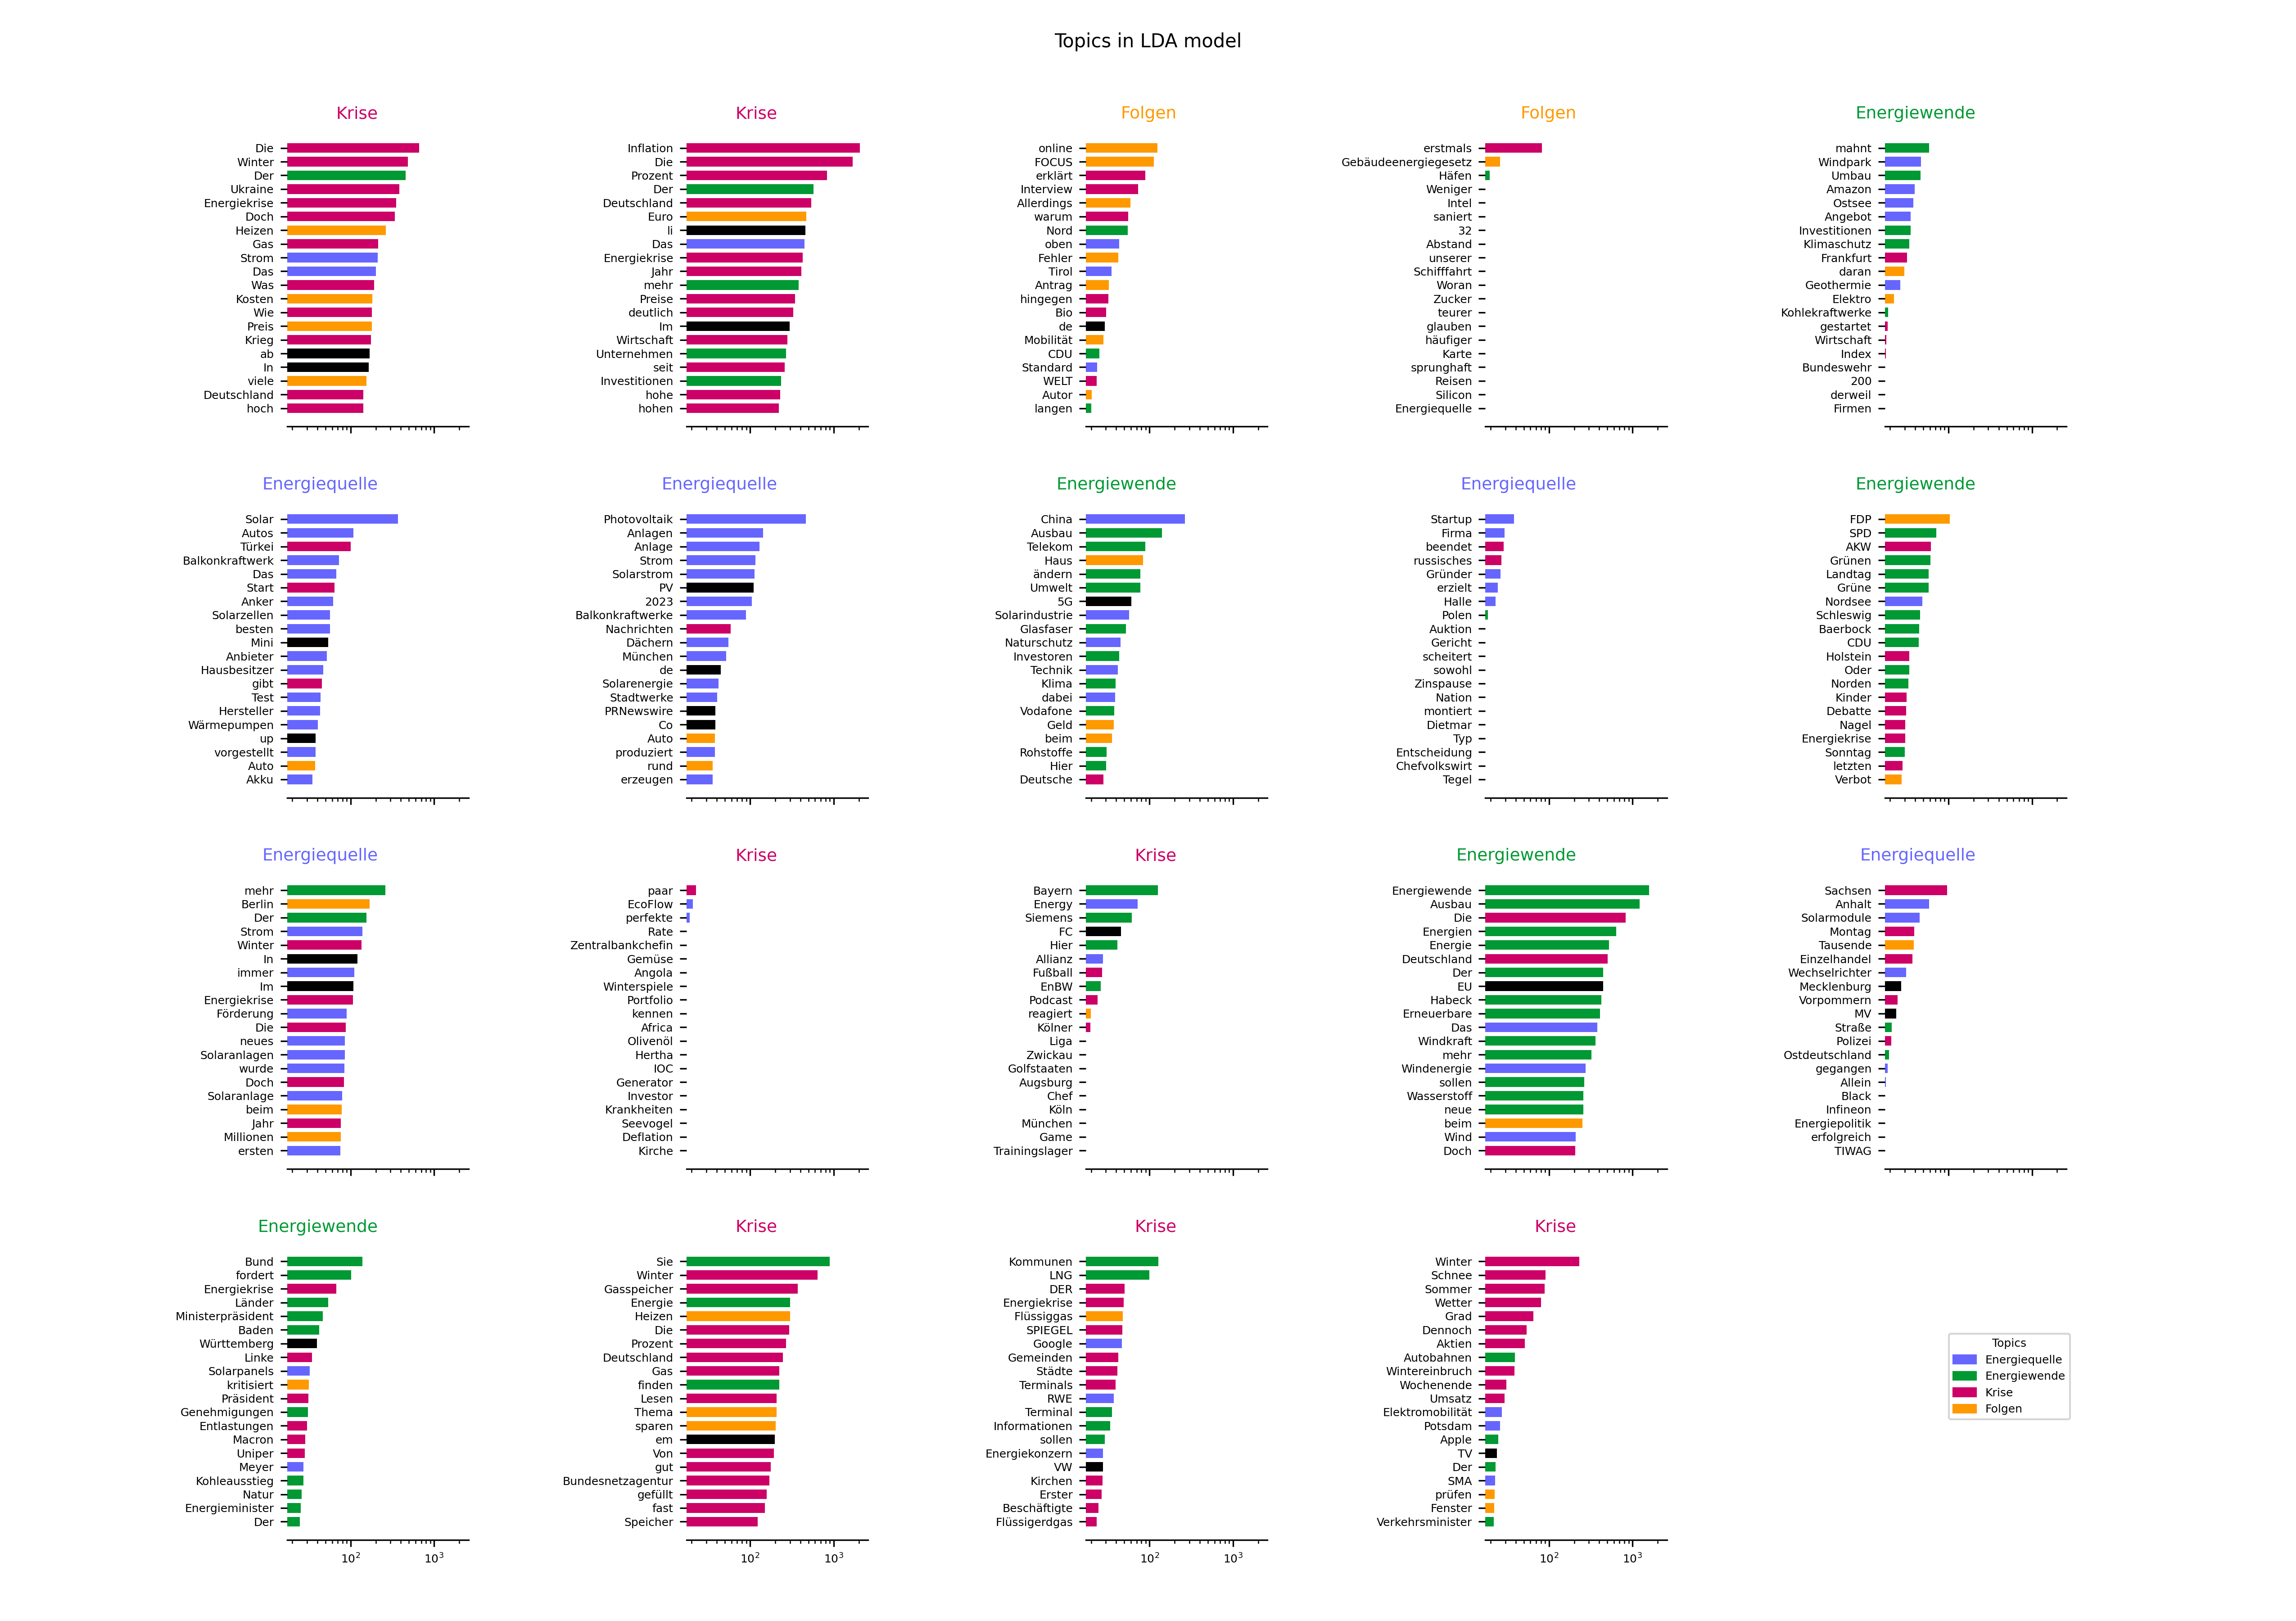 Topics in LDA model
Krise
Die
Winter
Der
Ukraine
Energiekrise
Doch
Heizen
Gas
Strom
Das
Was
Kosten
Wie
Preis
Krieg
ab
In
viele
Deutschland
hoch
Krise
Inflation
Die
Prozent
Der
Deutschland
Euro
li
Das
Energiekrise
Jahr
mehr
Preise
deutlich
Im
Wirtschaft
Unternehmen
seit
Investitionen
hohe
hohen
Folgen
online
FOCUS
erklärt
Interview
Allerdings
warum
Nord
oben
Fehler
Tirol
Antrag
hingegen
Bio
de
Mobilität
CDU
Standard
WELT
Autor
langen
Folgen
erstmals
Gebäudeenergiegesetz
Häfen
Weniger
Intel
saniert
32
Abstand
unserer
Schifffahrt
Woran
Zucker
teurer
glauben
häufiger
Karte
sprunghaft
Reisen
Silicon
Energiequelle
Energiewende
mahnt
Windpark
Umbau
Amazon
Ostsee
Angebot
Investitionen
Klimaschutz
Frankfurt
daran
Geothermie
Elektro
Kohlekraftwerke
gestartet
Wirtschaft
Index
Bundeswehr
200
derweil
Firmen
Energiequelle
Solar
Autos
Türkei
Balkonkraftwerk
Das
Start
Anker
Solarzellen
besten
Mini
Anbieter
Hausbesitzer
gibt
Test
Hersteller
Wärmepumpen
up
vorgestellt
Auto
Akku
Energiequelle
Photovoltaik
Anlagen
Anlage
Strom
Solarstrom
PV
2023
Balkonkraftwerke
Nachrichten
Dächern
München
de
Solarenergie
Stadtwerke
PRNewswire
Co
Auto
produziert
rund
erzeugen
Energiewende
China
Ausbau
Telekom
Haus
ändern
Umwelt
5G
Solarindustrie
Glasfaser
Naturschutz
Investoren
Technik
Klima
dabei
Vodafone
Geld
beim
Rohstoffe
Hier
Deutsche
Energiequelle
Startup
Firma
beendet
russisches
Gründer
erzielt
Halle
Polen
Auktion
Gericht
scheitert
sowohl
Zinspause
Nation
montiert
Dietmar
Typ
Entscheidung
Chefvolkswirt
Tegel
Energiewende
FDP
SPD
AKW
Grünen
Landtag
Grüne
Nordsee
Schleswig
Baerbock
CDU
Holstein
Oder
Norden
Kinder
Debatte
Nagel
Energiekrise
Sonntag
letzten
Verbot
Energiequelle
mehr
Berlin
Der
Strom
Winter
In
immer
Im
Energiekrise
Förderung
Die
neues
Solaranlagen
wurde
Doch
Solaranlage
beim
Jahr
Millionen
ersten
Krise
paar
EcoFlow
perfekte
Rate
Zentralbankchefin
Gemüse
Angola
Winterspiele
Portfolio
kennen
Africa
Olivenöl
Hertha
IOC
Generator
Investor
Krankheiten
Seevogel
Deflation
Kirche
Krise
Bayern
Energy
Siemens
FC
Hier
Allianz
Fußball
EnBW
Podcast
reagiert
Kölner
Liga
Zwickau
Golfstaaten
Augsburg
Chef
Köln
München
Game
Trainingslager
Energiewende
Energiewende
Ausbau
Die
Energien
Energie
Deutschland
Der
EU
Habeck
Erneuerbare
Das
Windkraft
mehr
Windenergie
sollen
Wasserstoff
neue
beim
Wind
Doch
Energiequelle
Sachsen
Anhalt
Solarmodule
Montag
Tausende
Einzelhandel
Wechselrichter
Mecklenburg
Vorpommern
MV
Straße
Polizei
Ostdeutschland
gegangen
Allein
Black
Infineon
Energiepolitik
erfolgreich
TIWAG
Energiewende
Bund
fordert
Energiekrise
Länder
Ministerpräsident
Baden
Württemberg
Linke
Solarpanels
kritisiert
Präsident
Genehmigungen
Entlastungen
Macron
Uniper
Meyer
Kohleausstieg
Natur
Energieminister
Der
10² 10³
Krise
Sie
Winter
Gasspeicher
Energie
Heizen
Die
Prozent
Deutschland
Gas
finden
Lesen
Thema
sparen
em
Von
gut
Bundesnetzagentur
gefüllt
fast
Speicher
10² 10³
Krise
Kommunen
LNG
DER
Energiekrise
Flüssiggas
SPIEGEL
Google
Gemeinden
Städte
Terminals
RWE
Terminal
Informationen
sollen
Energiekonzern
VW
Kirchen
Erster
Beschäftigte
Flüssigerdgas
10² 10³
Krise
Winter
Schnee
Sommer
Wetter
Grad
Dennoch
Aktien
Autobahnen
Wintereinbruch
Wochenende
Umsatz
Elektromobilität
Potsdam
Apple
TV
Der
SMA
prüfen
Fenster
Verkehrsminister
10² 10³
Topics
Energiequelle
Energiewende
Krise
Folgen